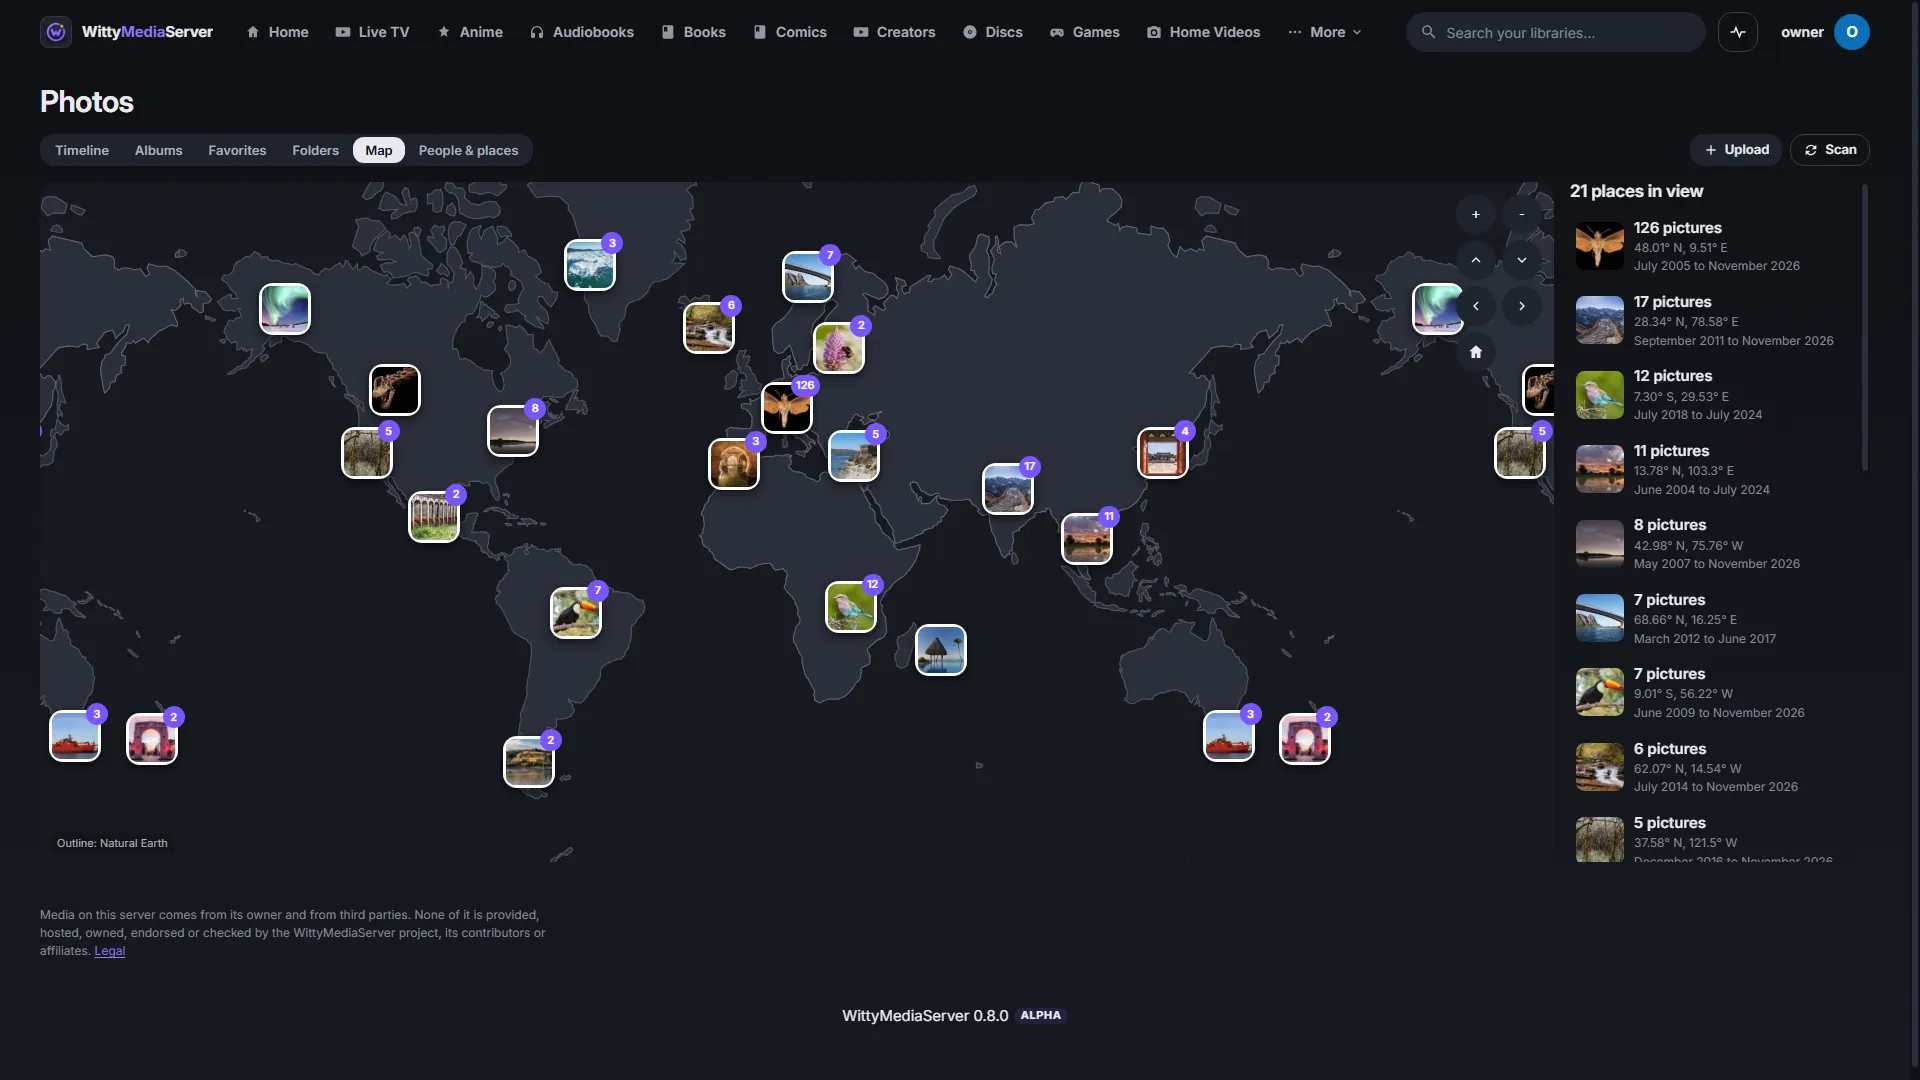 WittyMediaServer
Home
Live TV
Anime
Audiobooks
Books
Comics
Creators
Discs
Games
Home Videos
More
Search your libraries...
owner
O
Photos
Timeline
Albums
Favorites
Folders
Map
People & places
Upload
Scan
3
7
6
2
126
8
5
3
5
4
5
17
2
11
7
12
3
2
3
2
2
Outline: Natural Earth
21 places in view
126 pictures
48.01° N, 9.51° E
July 2005 to November 2026
17 pictures
28.34° N, 78.58° E
September 2011 to November 2026
12 pictures
7.30° S, 29.53° E
July 2018 to July 2024
11 pictures
13.78° N, 103.3° E
June 2004 to July 2024
8 pictures
42.98° N, 75.76° W
May 2007 to November 2026
7 pictures
68.66° N, 16.25° E
March 2012 to June 2017
7 pictures
9.01° S, 56.22° W
June 2009 to November 2026
6 pictures
62.07° N, 14.54° W
July 2014 to November 2026
5 pictures
37.58° N, 121.5° W
December 2016 to November 2026
Media on this server comes from its owner and from third parties. None of it is provided,
hosted, owned, endorsed or checked by the WittyMediaServer project, its contributors or
affiliates. Legal
WittyMediaServer 0.8.0 ALPHA